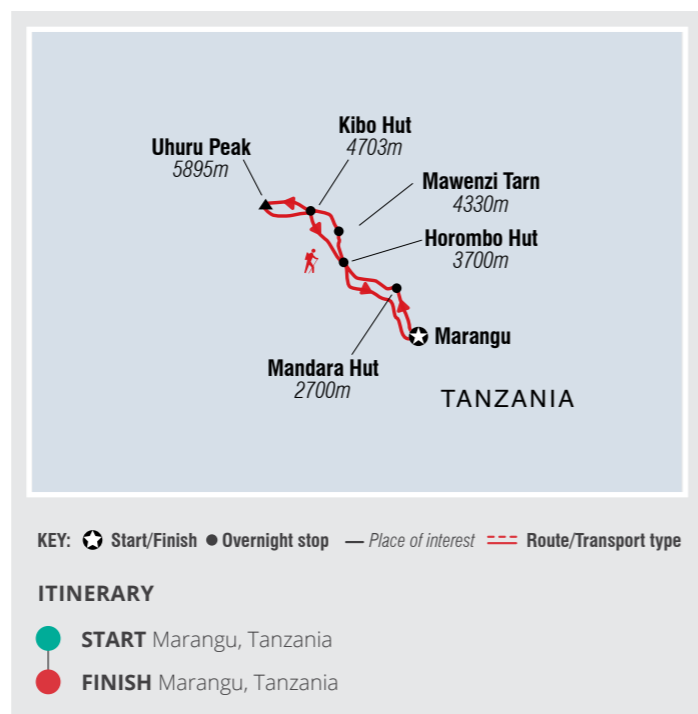 Kibo Hut
4703m
Uhuru Peak
5895m
Mawenzi Tarn
4330m
Horombo Hut
3700m
Marangu
Mandara Hut
2700m
TANZANIA
KEY: Start/Finish Overnight stop Place of interest Route/Transport type
ITINERARY
START Marangu, Tanzania
FINISH Marangu, Tanzania